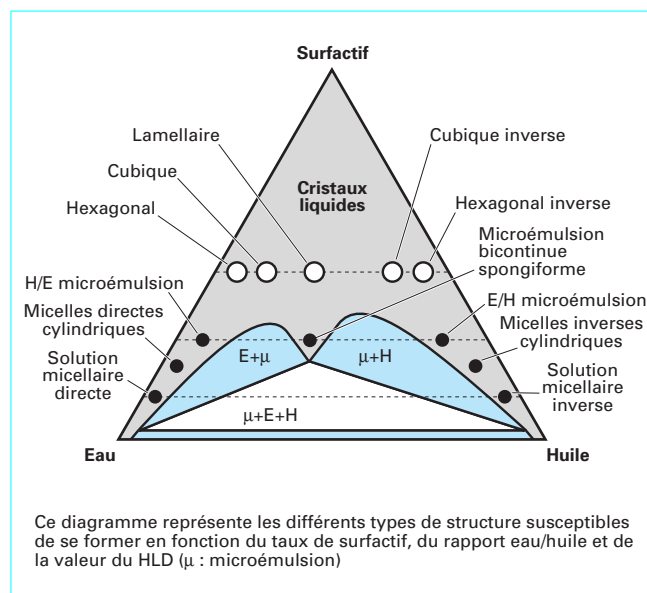 Surfactif
Lamellaire
Cubique inverse
Cubique
Cristaux
liquides
Hexagonal
Hexagonal inverse
Microémulsion
bicontinue
spongiforme
H/E microémulsion
E/H microémulsion
Micelles directes
cylindriques
Micelles inverses
cylindriques
E+μ
μ+H
Solution
micellaire
directe
Solution
micellaire
inverse
μ+E+H
Eau
Huile
Ce diagramme représente les différents types de structure susceptibles
de se former en fonction du taux de surfactif, du rapport eau/huile et de
la valeur du HLD (μ : microémulsion)